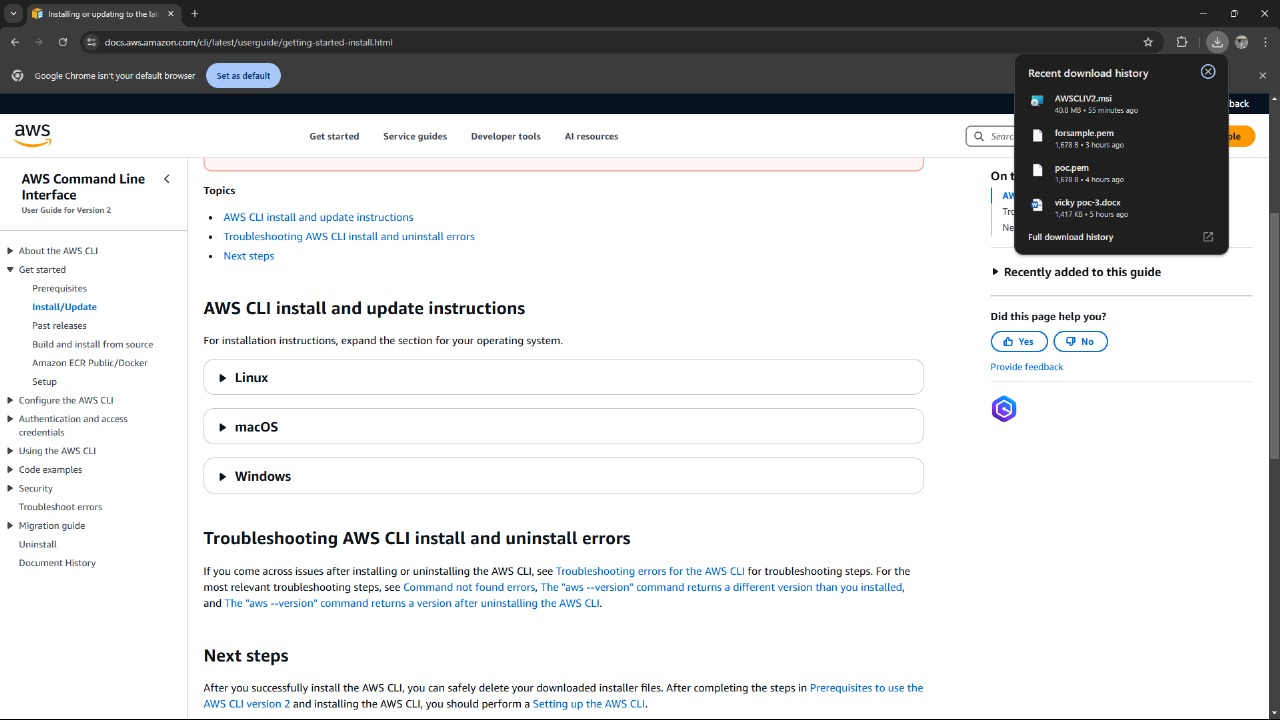 Installing or updating to the lat
docs.aws.amazon.com/cli/latest/userguide/getting-started-install.html
Google Chrome isn't your default browser
Set as default
Recent download history
AWSCLIV2.msi
40.8 MB • 55 minutes ago
forsample.pem
1,678 B • 3 hours ago
poc.pem
1,678 B • 4 hours ago
vicky poc-3.docx
1,417 KB • 5 hours ago
Full download history
back
aws
Get started
Service guides
Developer tools
AI resources
Searc
ole
AWS Command Line
Interface
User Guide for Version 2
About the AWS CLI
Get started
Prerequisites
Install/Update
Past releases
Build and install from source
Amazon ECR Public/Docker
Setup
Configure the AWS CLI
Authentication and access
credentials
Using the AWS CLI
Code examples
Security
Troubleshoot errors
Migration guide
Uninstall
Document History
Topics
• AWS CLI install and update instructions
• Troubleshooting AWS CLI install and uninstall errors
• Next steps
AWS CLI install and update instructions
For installation instructions, expand the section for your operating system.
Linux
macOS
Windows
Troubleshooting AWS CLI install and uninstall errors
If you come across issues after installing or uninstalling the AWS CLI, see Troubleshooting errors for the AWS CLI for troubleshooting steps. For the
most relevant troubleshooting steps, see Command not found errors, The "aws --version" command returns a different version than you installed,
and The "aws --version" command returns a version after uninstalling the AWS CLI.
Next steps
After you successfully install the AWS CLI, you can safely delete your downloaded installer files. After completing the steps in Prerequisites to use the
AWS CLI version 2 and installing the AWS CLI, you should perform a Setting up the AWS CLI.
On t
AW
Tro
Ne
Recently added to this guide
Did this page help you?
Yes
No
Provide feedback